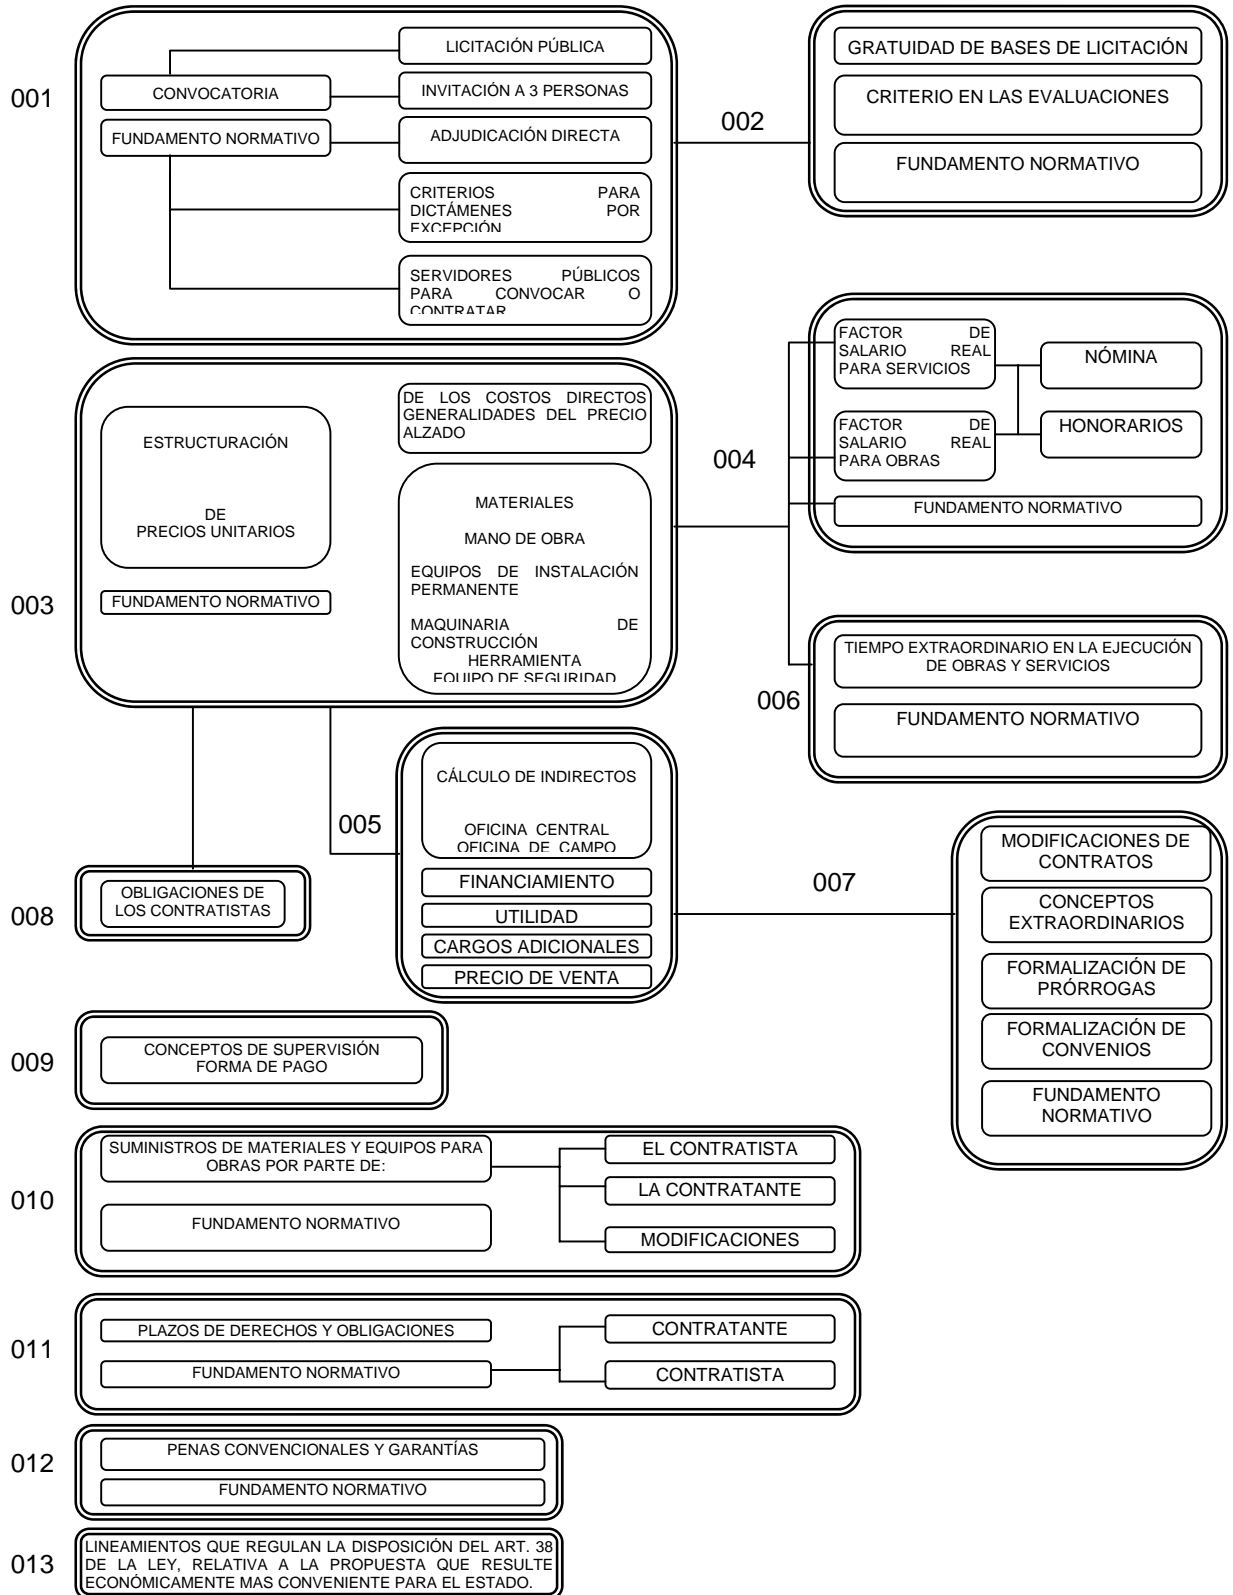 001
LICITACIÓN PÚBLICA
CONVOCATORIA
INVITACIÓN A 3 PERSONAS
FUNDAMENTO NORMATIVO
ADJUDICACIÓN DIRECTA
CRITERIOS PARA
DICTÁMENES POR
EXCEPCIÓN
SERVIDORES PÚBLICOS
PARA CONVOCAR O
CONTRATAR
002
GRATUIDAD DE BASES DE LICITACIÓN
CRITERIO EN LAS EVALUACIONES
FUNDAMENTO NORMATIVO
003
ESTRUCTURACIÓN
DE
PRECIOS UNITARIOS
FUNDAMENTO NORMATIVO
DE LOS COSTOS DIRECTOS
GENERALIDADES DEL PRECIO
ALZADO
MATERIALES
MANO DE OBRA
EQUIPOS DE INSTALACIÓN
PERMANENTE
MAQUINARIA DE
CONSTRUCCIÓN
HERRAMIENTA
EQUIPO DE SEGURIDAD
004
FACTOR DE
SALARIO REAL
PARA SERVICIOS
NÓMINA
FACTOR DE
SALARIO REAL
PARA OBRAS
HONORARIOS
FUNDAMENTO NORMATIVO
006
TIEMPO EXTRAORDINARIO EN LA EJECUCIÓN
DE OBRAS Y SERVICIOS
FUNDAMENTO NORMATIVO
005
CÁLCULO DE INDIRECTOS
OFICINA CENTRAL
OFICINA DE CAMPO
FINANCIAMIENTO
UTILIDAD
CARGOS ADICIONALES
PRECIO DE VENTA
007
MODIFICACIONES DE
CONTRATOS
CONCEPTOS
EXTRAORDINARIOS
FORMALIZACIÓN DE
PRÓRROGAS
FORMALIZACIÓN DE
CONVENIOS
FUNDAMENTO
NORMATIVO
008
OBLIGACIONES DE
LOS CONTRATISTAS
009
CONCEPTOS DE SUPERVISIÓN
FORMA DE PAGO
010
SUMINISTROS DE MATERIALES Y EQUIPOS PARA
OBRAS POR PARTE DE:
FUNDAMENTO NORMATIVO
EL CONTRATISTA
LA CONTRATANTE
MODIFICACIONES
011
PLAZOS DE DERECHOS Y OBLIGACIONES
FUNDAMENTO NORMATIVO
CONTRATANTE
CONTRATISTA
012
PENAS CONVENCIONALES Y GARANTÍAS
FUNDAMENTO NORMATIVO
013
LINEAMIENTOS QUE REGULAN LA DISPOSICIÓN DEL ART. 38
DE LA LEY, RELATIVA A LA PROPUESTA QUE RESULTE
ECONÓMICAMENTE MAS CONVENIENTE PARA EL ESTADO.